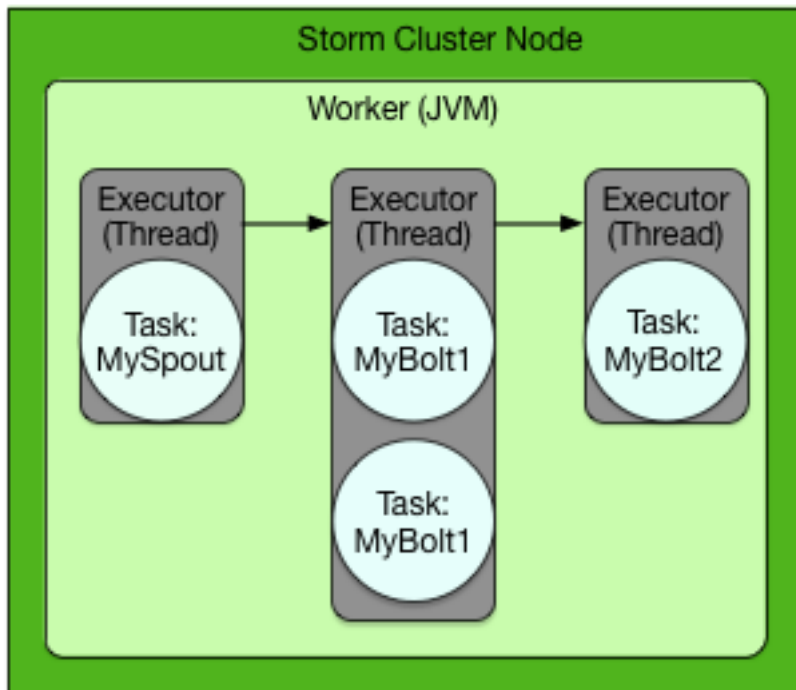 Storm Cluster Node
Worker (JVM)
Executor
(Thread)
Task:
MySpout
Executor
(Thread)
Task:
MyBolt1
Task:
MyBolt1
Executor
(Thread)
Task:
MyBolt2